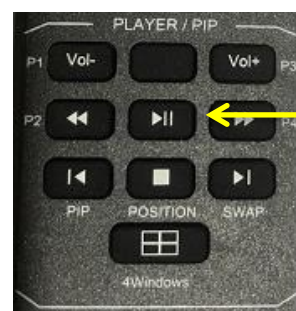 PLAYER / PIP
P1 Vol- Vol+ P3
P2
PIP POSITION SWAP
4Windows